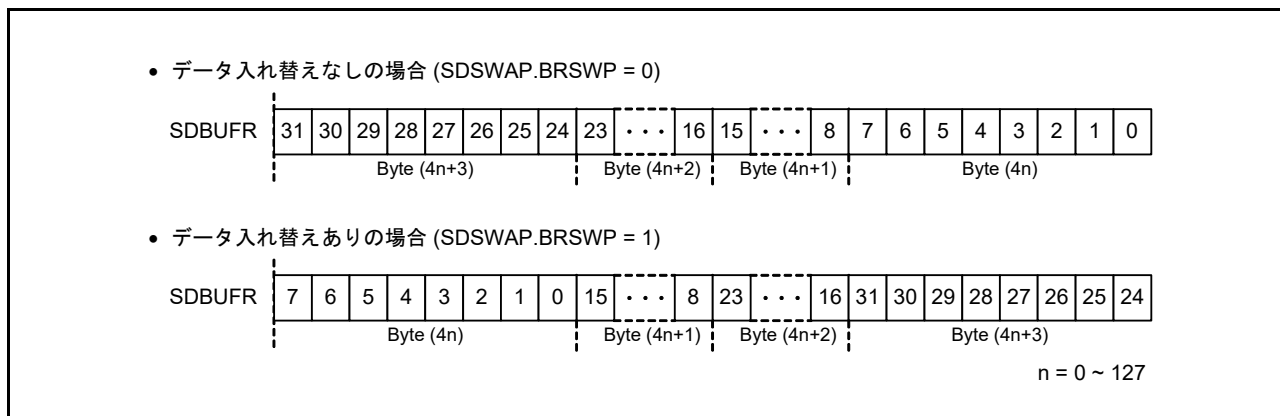 • データ入れ替えなしの場合 (SDSWAP.BRSWP = 0)
SDBUFR 31 30 29 28 27 26 25 24 23 ・・・ 16 15 ・・・ 8 7 6 5 4 3 2 1 0
Byte (4n+3) Byte (4n+2) Byte (4n+1) Byte (4n)
• データ入れ替えありの場合 (SDSWAP.BRSWP = 1)
SDBUFR 7 6 5 4 3 2 1 0 15 ・・・ 8 23 ・・・ 16 31 30 29 28 27 26 25 24
Byte (4n) Byte (4n+1) Byte (4n+2) Byte (4n+3)
n = 0 ~ 127